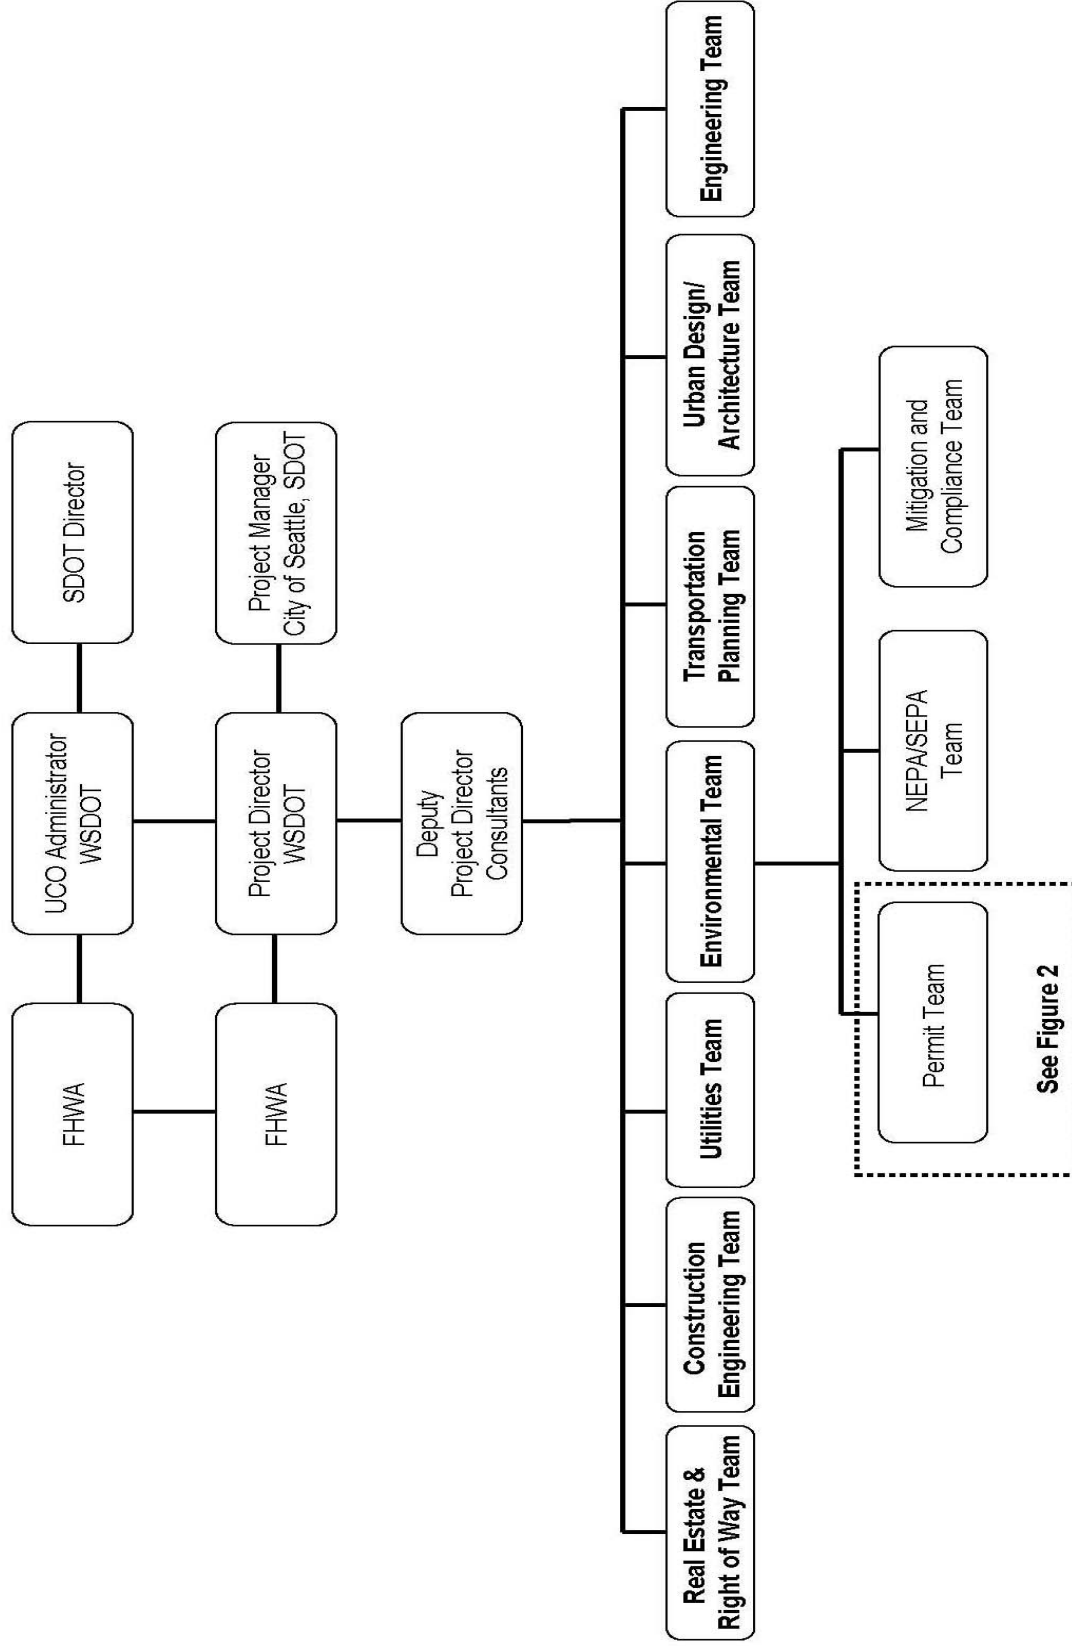 FHWA
UCO Administrator
WSDOT
SDOT Director
FHWA
Project Director
WSDOT
Project Manager
City of Seattle, SDOT
Deputy
Project Director
Consultants
Real Estate &
Right of Way Team
Construction
Engineering Team
Utilities Team
Environmental Team
Transportation
Planning Team
Urban Design/
Architecture Team
Engineering Team
Permit Team
NEPA/SEPA
Team
Mitigation and
Compliance Team
See Figure 2